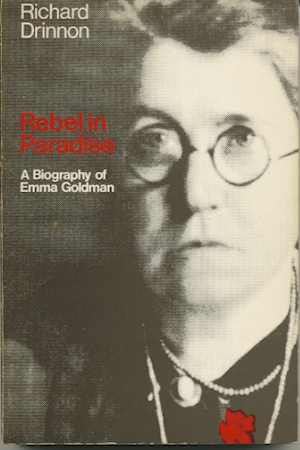 Richard
Drinnon
Rebel in
Paradise
A Biography of
Emma Goldman